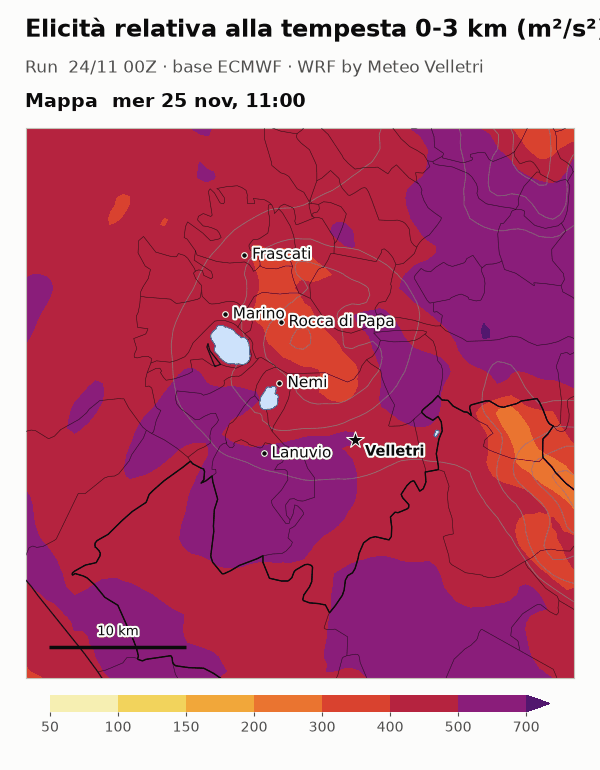 Elicità relativa alla tempesta 0-3 km (m²/s²)
Run 24/11 00Z · base ECMWF · WRF by Meteo Velletri
Mappa mer 25 nov, 11:00
Frascati
Marino
Rocca di Papa
Nemi
Velletri
Lanuvio
10 km
50 100 150 200 300 400 500 700